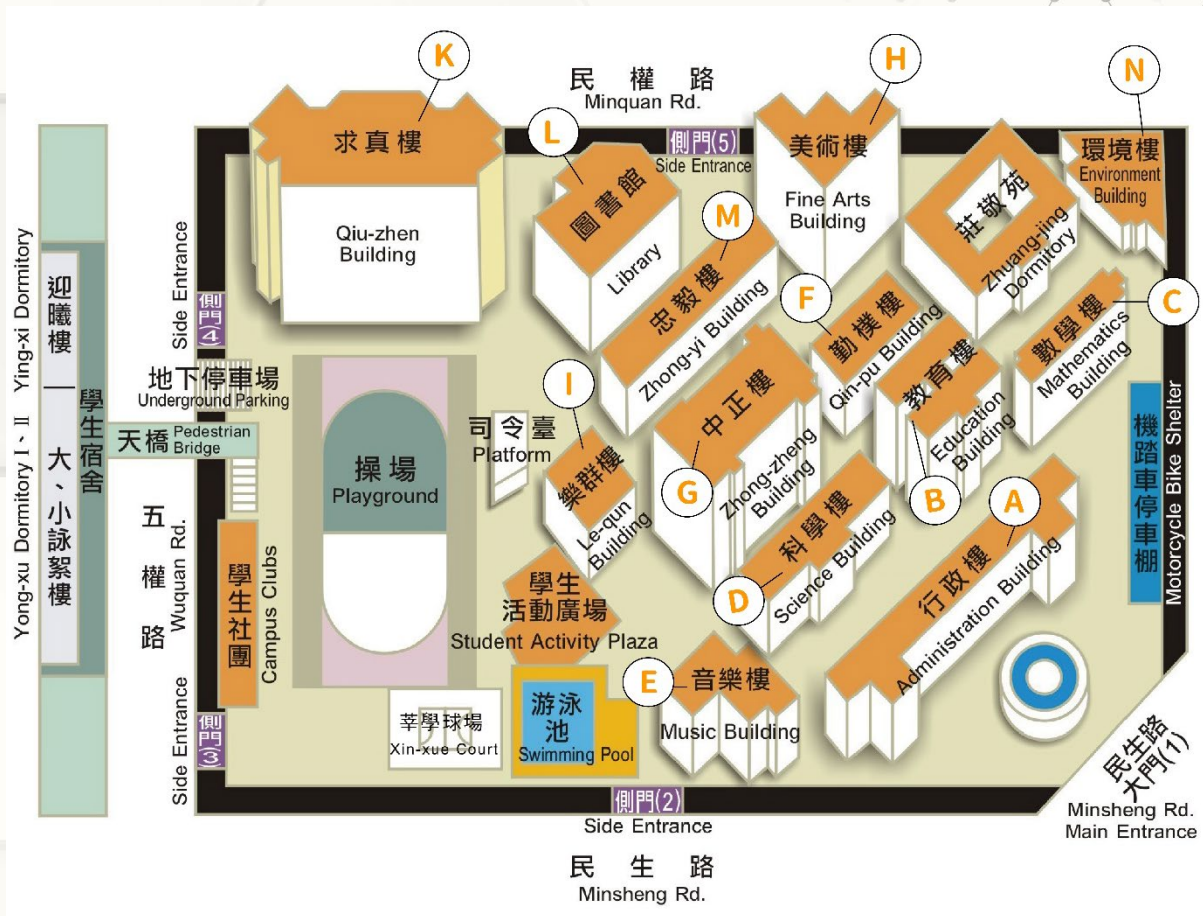 民權路
Minquan Rd.
K
H
N
L
求真樓
Qiu-zhen
Building
圖書館
Library
側門(5)
Side Entrance
美術樓
Fine Arts
Building
環境樓
Environment
Building
莊敬苑
Zhuang-jing
Dormitory
M
忠毅樓
Zhong-yi Building
F
勤樸樓
Qin-pu Building
C
數學樓
Mathematics
Building
教育樓
Education
Building
B
Side Entrance
側門(4)
地下停車場
Underground Parking
天橋
Pedestrian
Bridge
Ying-xi Dormitory
Yong-xu Dormitory I、II
迎曦樓
大、小詠絮樓
學生宿舍
五權路
Wuquan Rd.
操場
Playground
司令臺
Platform
I
樂群樓
Le-qun
Building
中正樓
Zhong-zheng
Building
G
科學樓
Science Building
D
A
行政樓
Administration Building
機踏車停車棚
Motorcycle Bike Shelter
學生社團
Campus Clubs
學生
活動廣場
Student Activity Plaza
E
音樂樓
Music Building
Side Entrance
側門(3)
莘學球場
Xin-xue Court
游泳
池
Swimming Pool
側門(2)
Side Entrance
民生路
大門(1)
Minsheng Rd.
Main Entrance
民生路
Minsheng Rd.